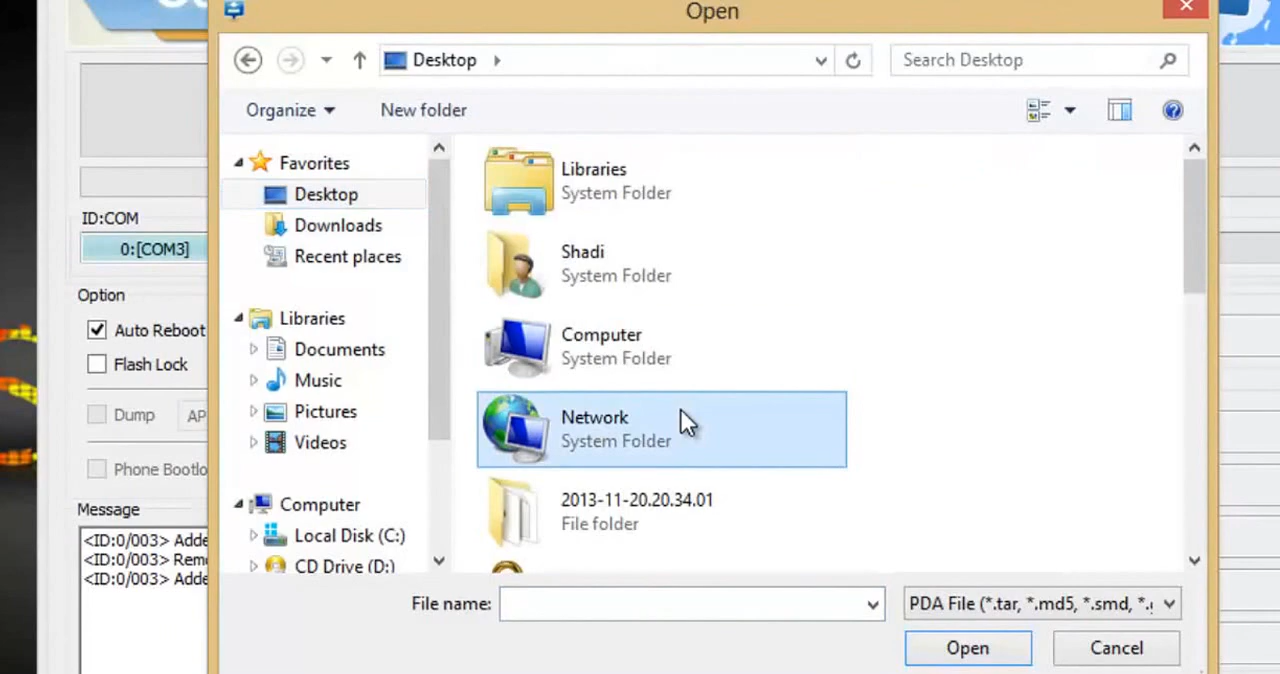 Open
Desktop
Search Desktop
Organize
New folder
Favorites
Desktop
Downloads
Recent places
Libraries
Documents
Music
Pictures
Videos
Computer
Local Disk (C:)
CD Drive (D:)
Libraries
System Folder
Shadi
System Folder
Computer
System Folder
Network
System Folder
2013-11-20.20.34.01
File folder
File name:
PDA File (*.tar, *.md5, *.smd, *.
Open
Cancel
ID:COM
0:[COM3]
Option
Auto Reboot
Flash Lock
Dump
AP
Phone Bootlo
Message
<ID:0/003> Adde
<ID:0/003> Remo
<ID:0/003> Adde